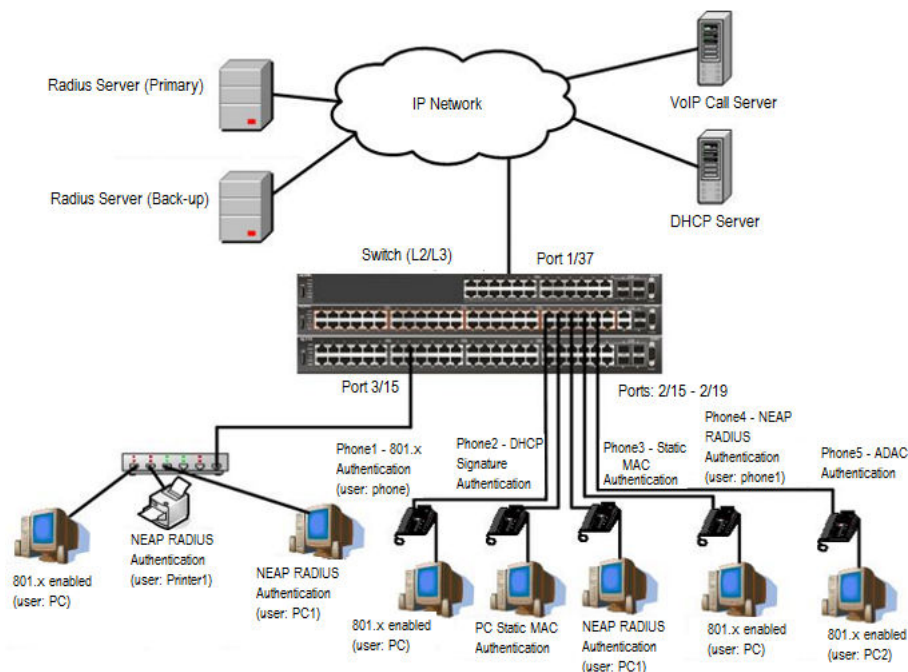 Radius Server (Primary)
IP Network
VoIP Call Server
Radius Server (Back-up)
DHCP Server
Switch (L2/L3)
Port 1/37
Port 3/15
Ports: 2/15 - 2/19
Phone1 - 801.x
Authentication
(user: phone)
Phone2 - DHCP
Signature
Authentication
Phone3 - Static
MAC
Authentication
Phone4 - NEAP
RADIUS
Authentication
(user: phone1)
Phone5 - ADAC
Authentication
801.x enabled
(user: PC)
NEAP RADIUS
Authentication
(user: Printer1)
NEAP RADIUS
Authentication
(user: PC1)
801.x enabled
(user: PC)
PC Static MAC
Authentication
NEAP RADIUS
Authentication
(user: PC1)
801.x enabled
(user: PC)
801.x enabled
(user: PC2)